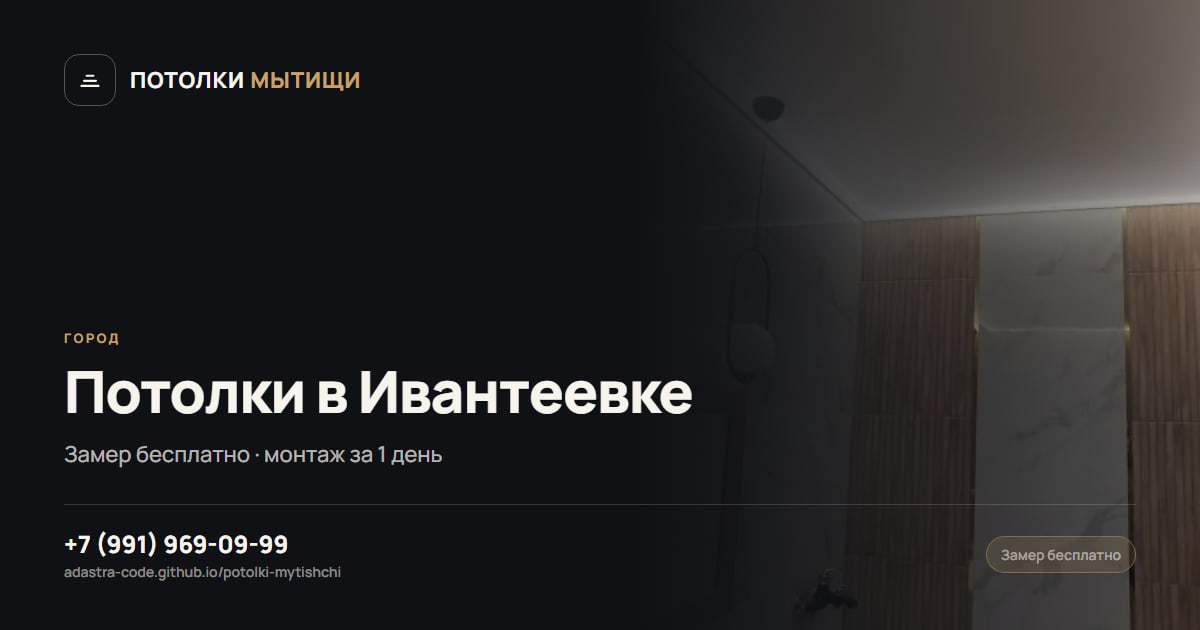 ПОТОЛКИ МЫТИЩИ
ГОРОД
Потолки в Ивантеевке
Замер бесплатно · монтаж за 1 день
+7 (991) 969-09-99
adastra-code.github.io/potolki-mytishchi
Замер бесплатно